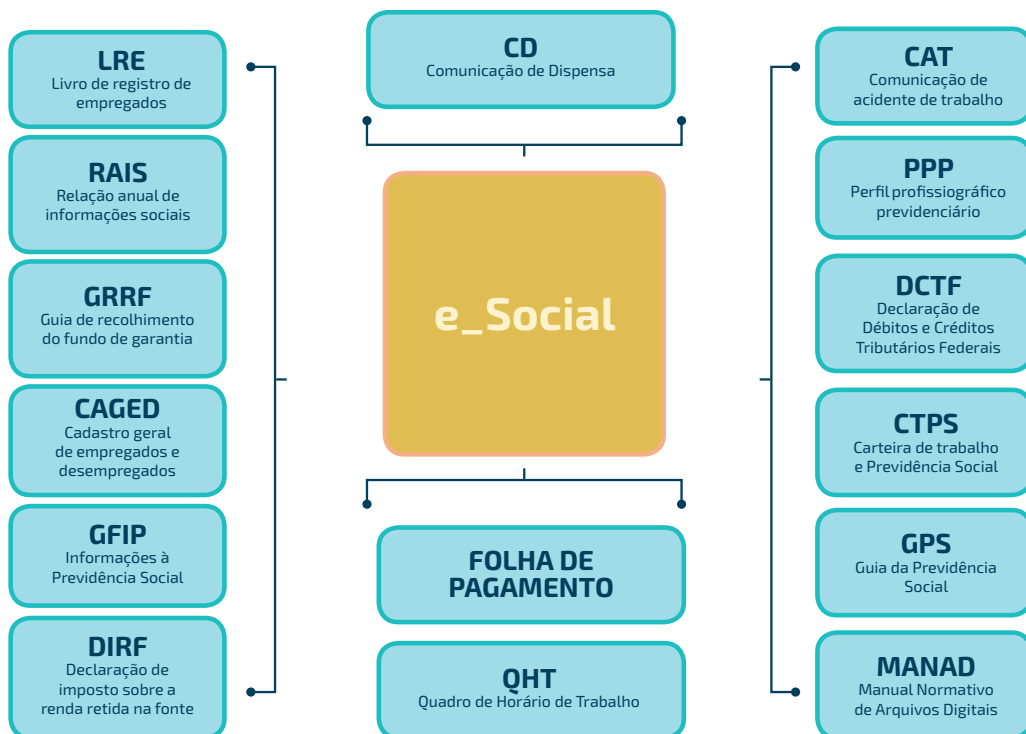 LRE
Livro de registro de
empregados
RAIS
Relação anual de
informações sociais
GRRF
Guia de recolhimento
do fundo de garantia
CAGED
Cadastro geral
de empregados e
desempregados
GFIP
Informações à
Previdência Social
DIRF
Declaração de
imposto sobre a
renda retida na fonte
CD
Comunicação de Dispensa
e_Social
FOLHA DE
PAGAMENTO
QHT
Quadro de Horário de Trabalho
CAT
Comunicação de
acidente de trabalho
PPP
Perfil profissiográfico
previdenciário
DCTF
Declaração de
Débitos e Créditos
Tributários Federais
CTPS
Carteira de trabalho
e Previdência Social
GPS
Guia da Previdência
Social
MANAD
Manual Normativo
de Arquivos Digitais